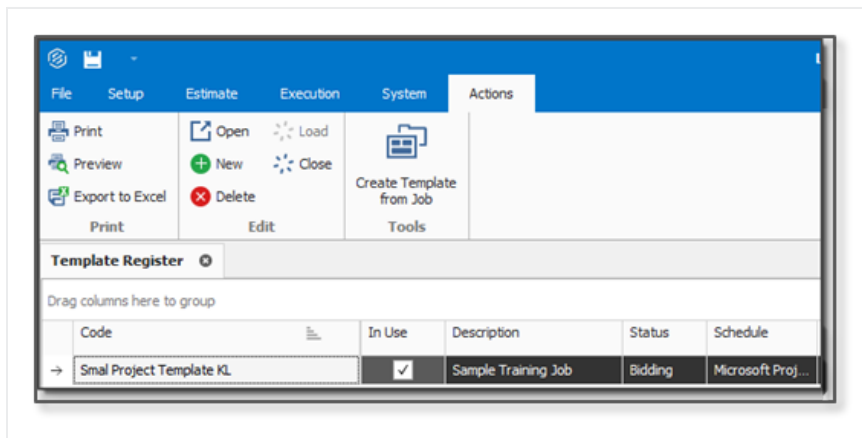 File Setup Estimate Execution System Actions
Print Open Load
Preview New Close
Export to Excel Delete
Create Template
from Job
Print Edit Tools
Template Register
Drag columns here to group
Code In Use Description Status Schedule
Smal Project Template KL Sample Training Job Bidding Microsoft Proj...